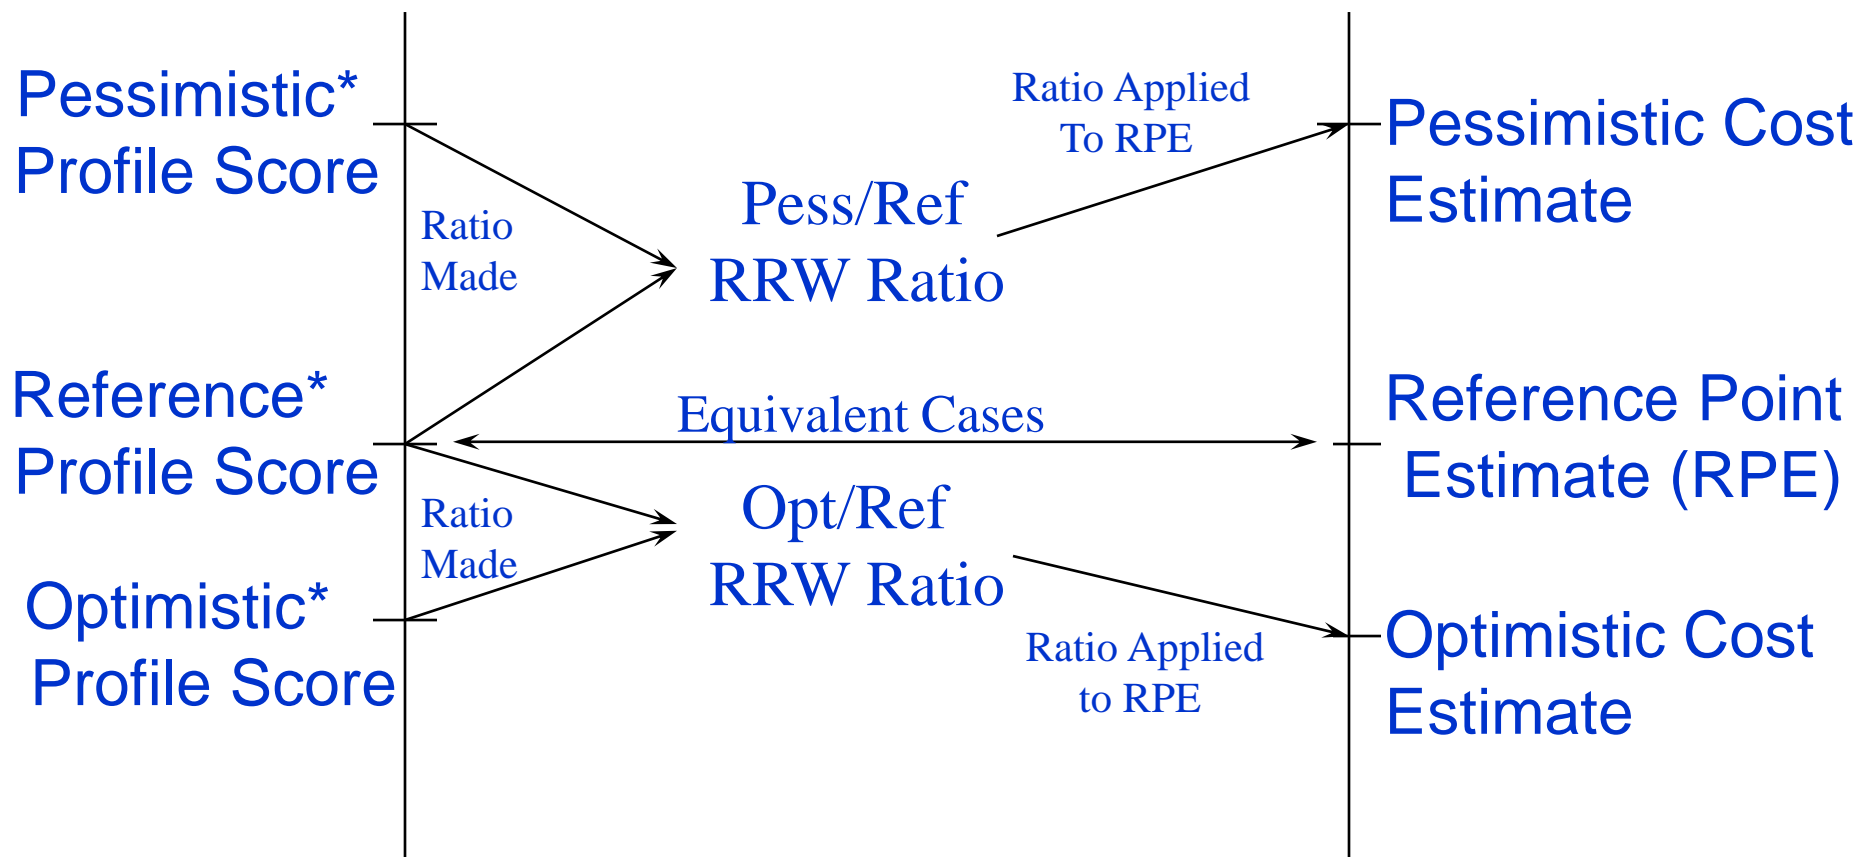 Pessimistic*
Profile Score
Ratio
Made
Reference*
Profile Score
Ratio
Made
Optimistic*
Profile Score
Pess/Ref
RRW Ratio
Equivalent Cases
Opt/Ref
RRW Ratio
Ratio Applied
To RPE
Ratio Applied
to RPE
Pessimistic Cost
Estimate
Reference Point
Estimate (RPE)
Optimistic Cost
Estimate